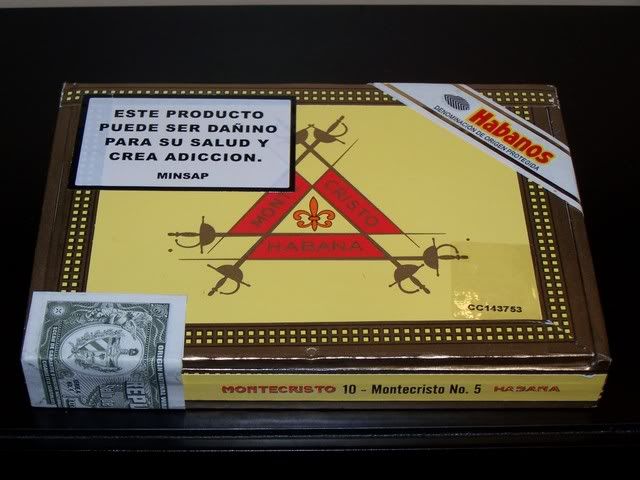 ESTE PRODUCTO
PUEDE SER DAÑINO
PARA SU SALUD Y
CREA ADICCION.
MINSAP
Habanos
DENOMINACIÓN DE ORIGEN PROTEGIDA
MONTE CRISTO
HABANA
CC143753
MONTECRISTO 10 - Montecristo No. 5 HABANA